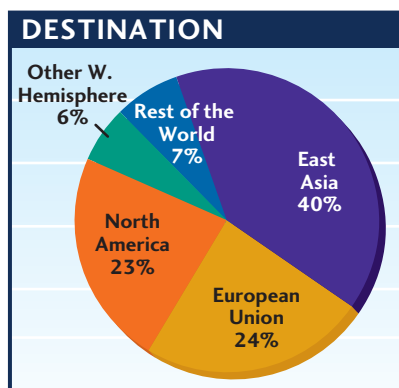 DESTINATION
Other W.
Hemisphere
6%
Rest of the
World
7%
East
Asia
40%
North
America
23%
European
Union
24%